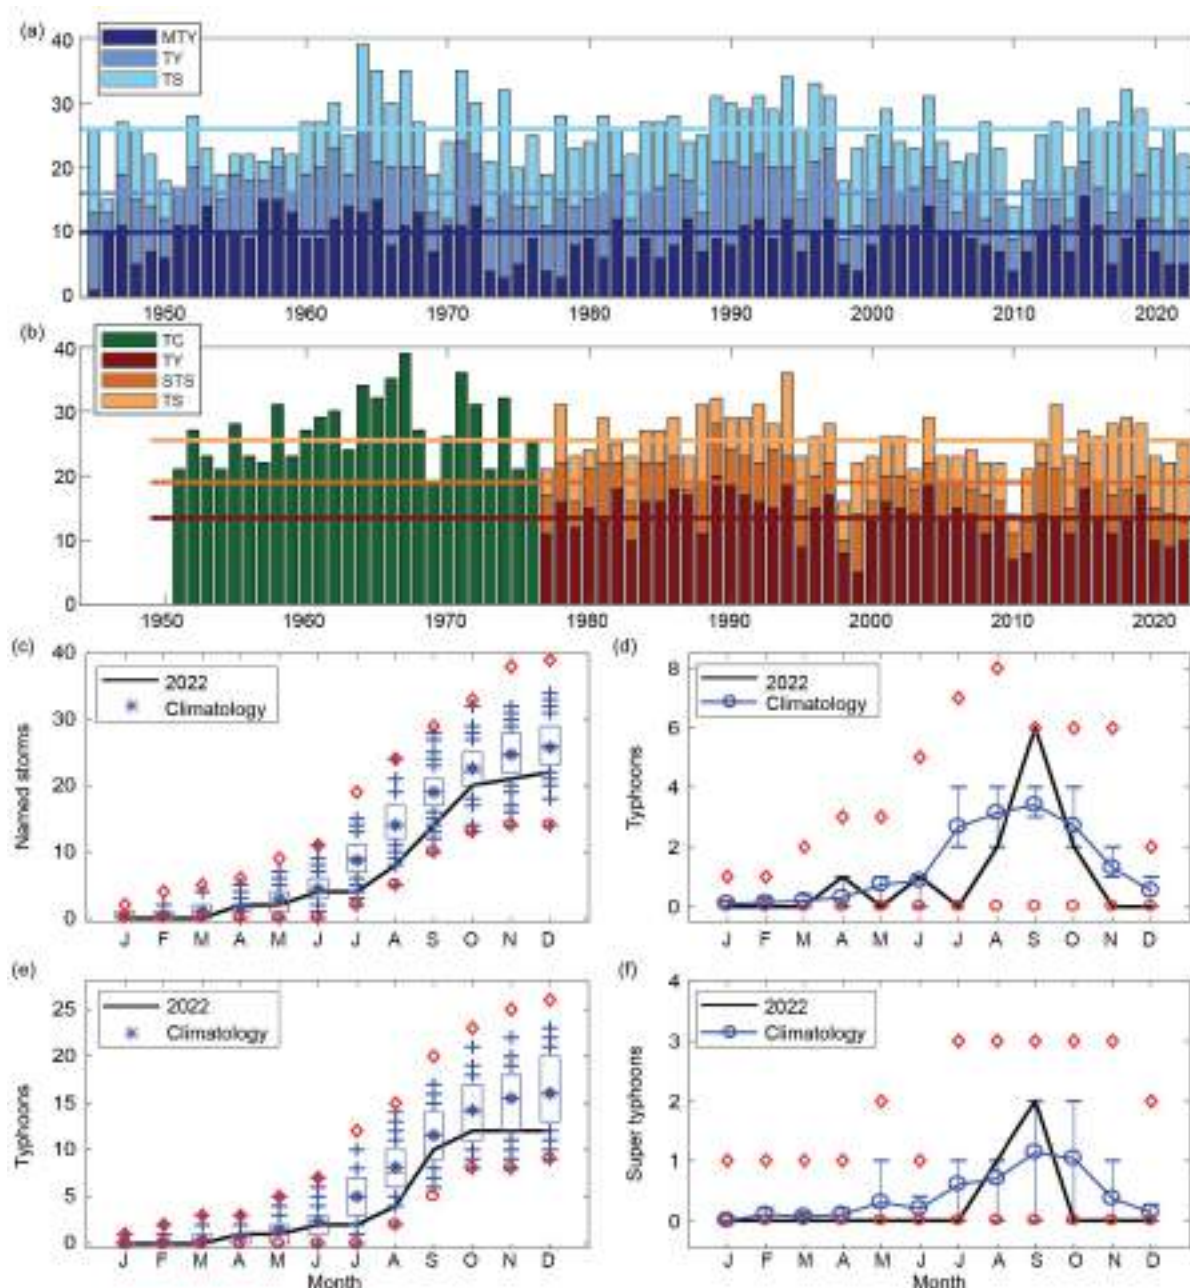 (a)
40
30
20
10
0
MTY
TY
TS
1950 1960 1970 1980 1990 2000 2010 2020
(b)
40
30
20
10
0
TC
TY
STS
TS
1950 1960 1970 1980 1990 2000 2010 2020
(c)
Named storms
40
30
20
10
0
2022
Climatology
J F M A M J J A S O N D
(d)
Typhoons
8
6
4
2
0
2022
Climatology
J F M A M J J A S O N D
(e)
Typhoons
25
20
15
10
5
0
2022
Climatology
J F M A M J J A S O N D
Month
(f)
Super typhoons
4
3
2
1
0
2022
Climatology
J F M A M J J A S O N D
Month